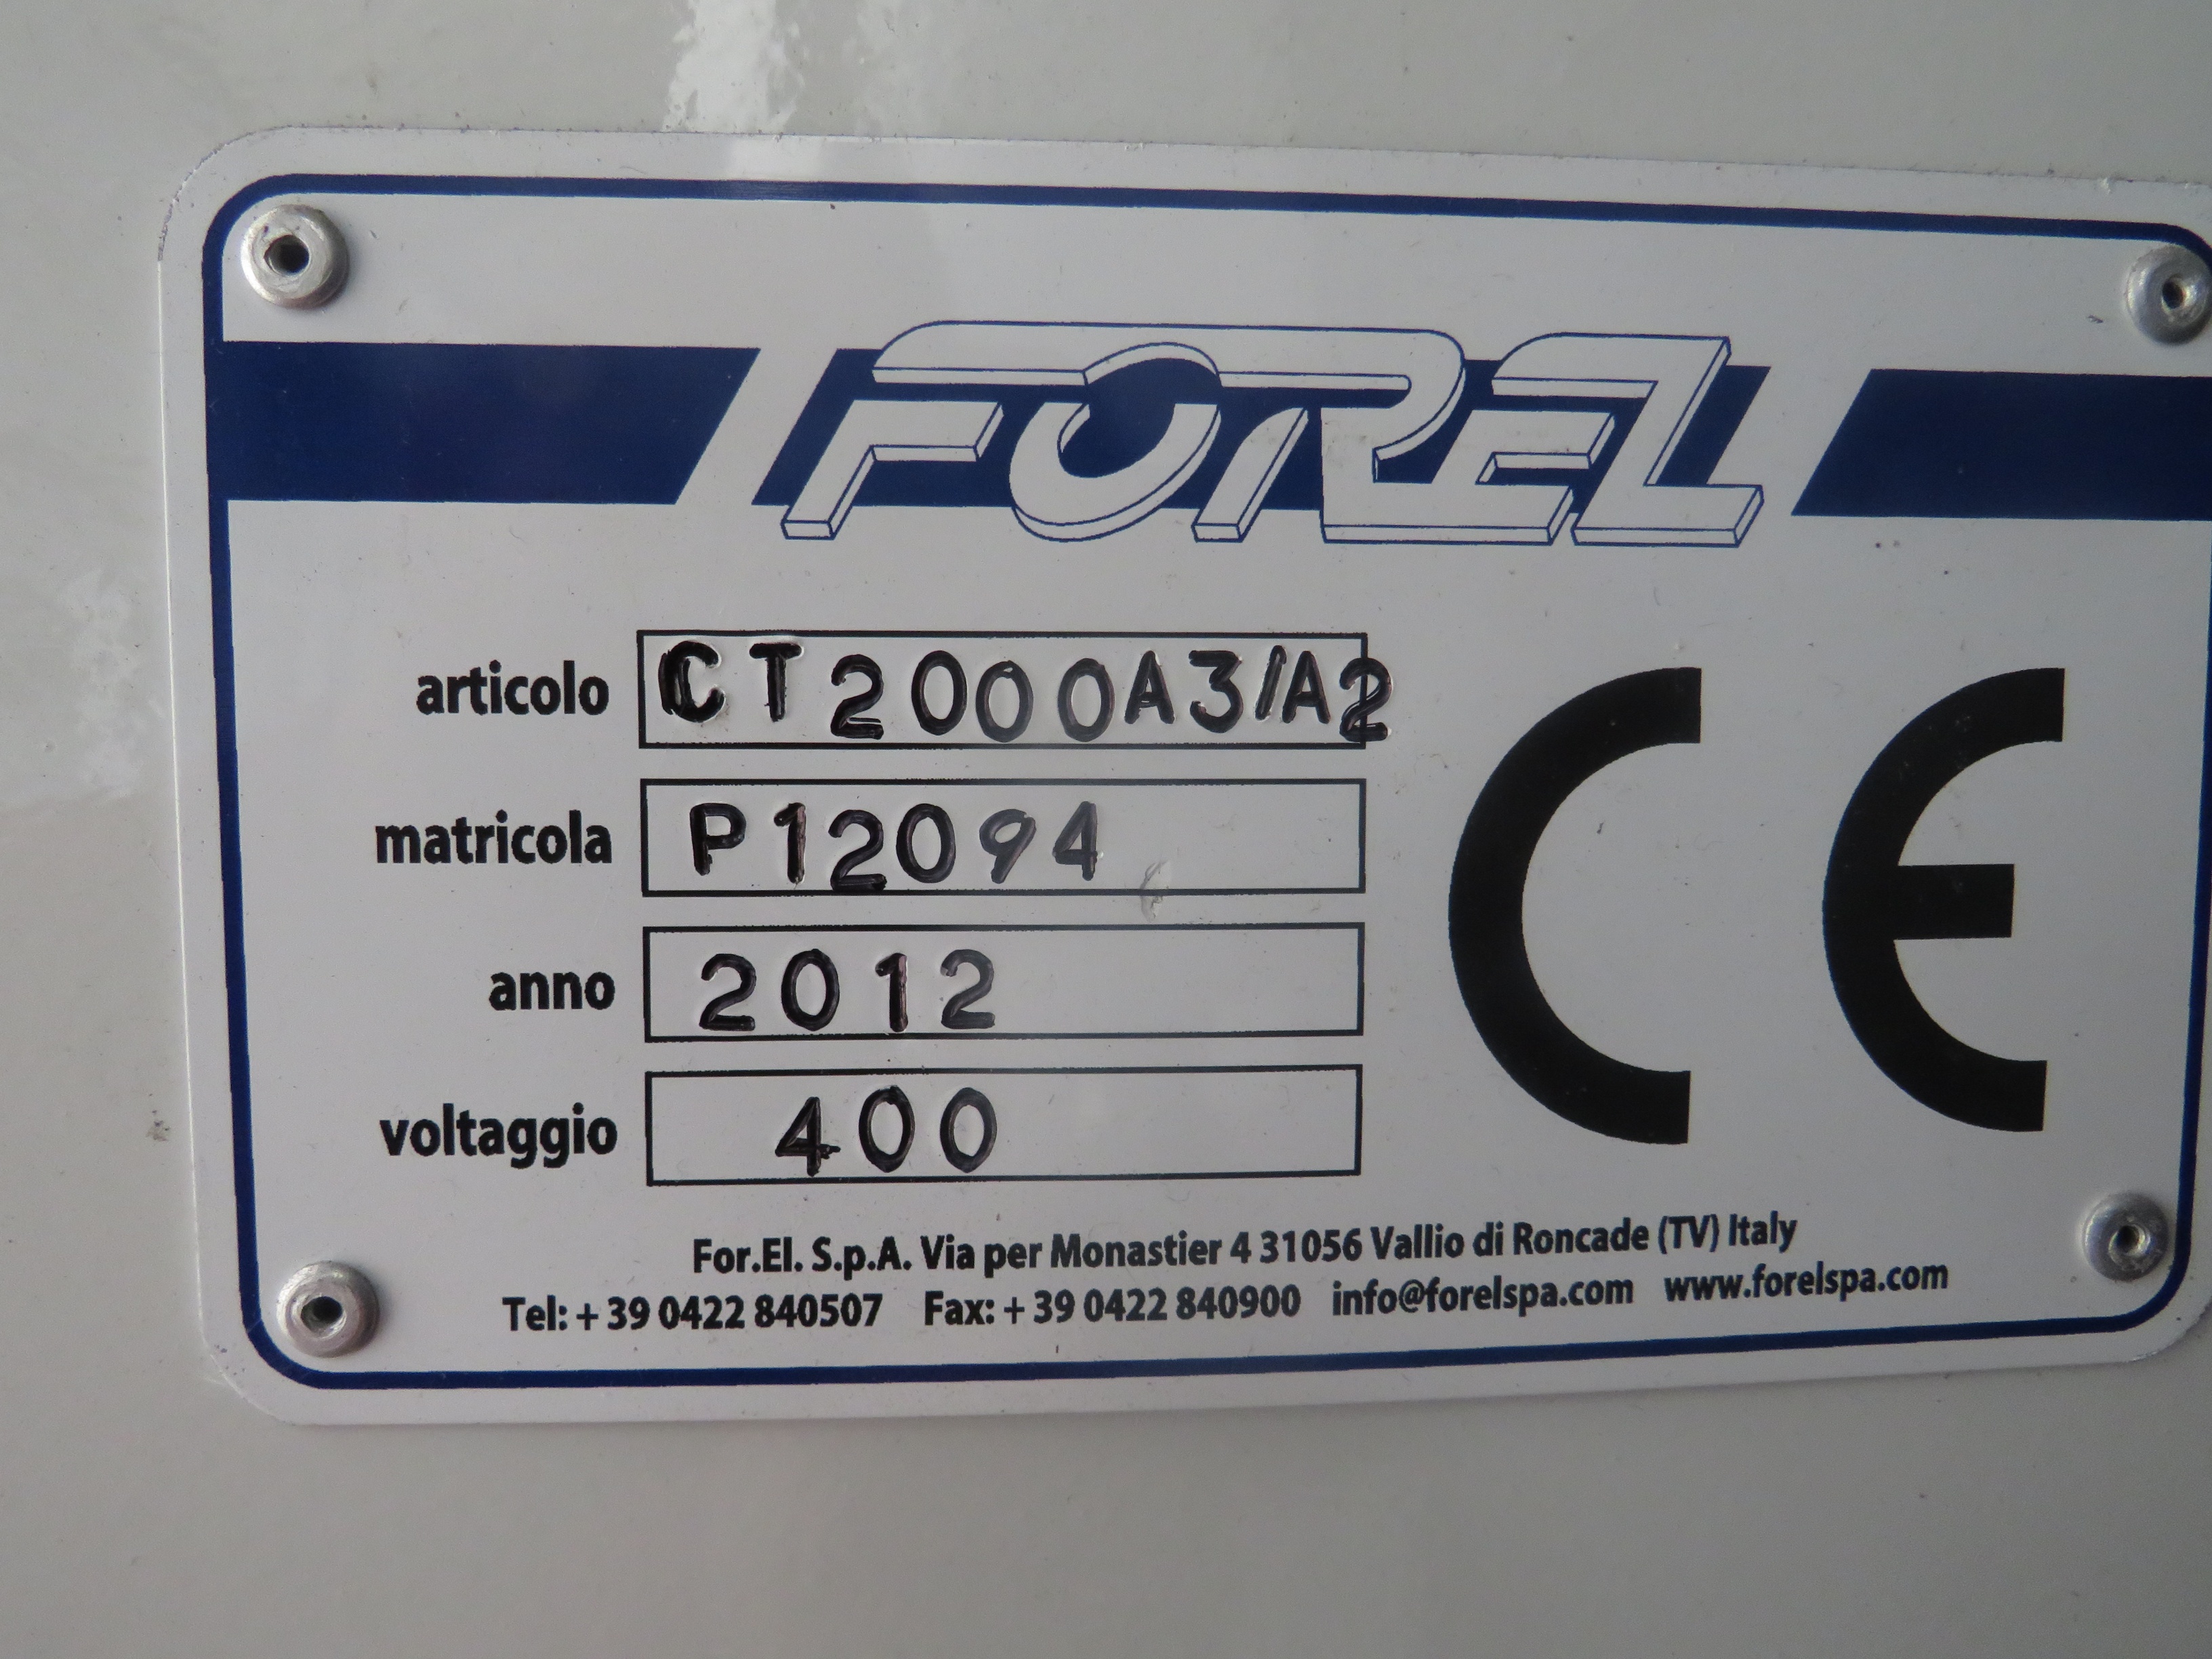 FOREL
articolo CT2000A3/A2
matricola P12094
anno 2012
voltaggio 400
CE
For.El. S.p.A. Via per Monastier 4 31056 Vallio di Roncade (TV) Italy
Tel: + 39 0422 840507 Fax: + 39 0422 840900 info@forelspa.com www.forelspa.com